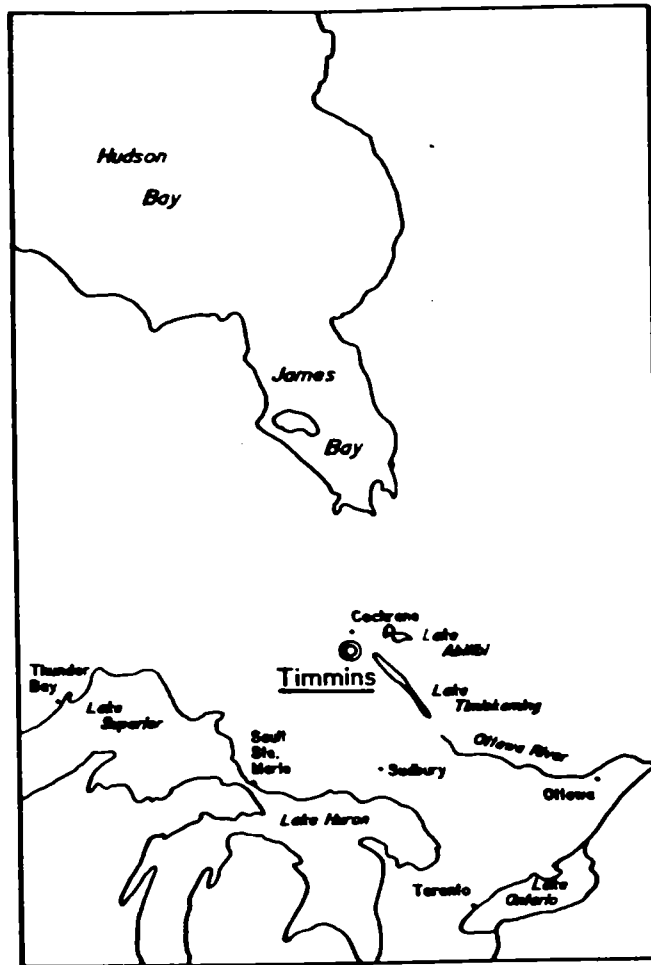 Hudson
Bay
James
Bay
Cochrane
Lake
Abitibi
Timmins
Thunder
Bay
Lake
Superior
Lake
Timiskaming
Sault
Ste.
Marie
Sudbury
Ottawa River
Ottawa
Lake Huron
Toronto
Lake
Ontario